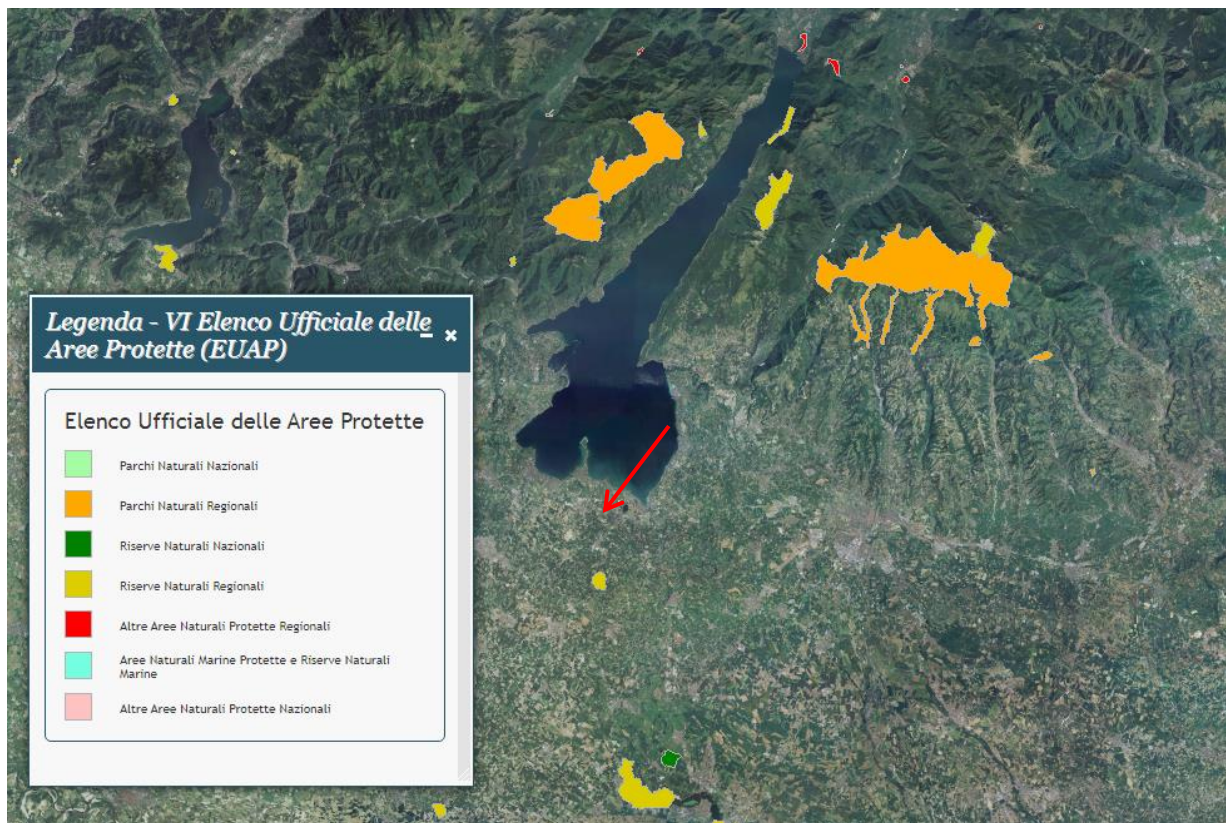 Legenda - VI Elenco Ufficiale delle
Aree Protette (EUAP)
Elenco Ufficiale delle Aree Protette
Parchi Naturali Nazionali
Parchi Naturali Regionali
Riserve Naturali Nazionali
Riserve Naturali Regionali
Altre Aree Naturali Protette Regionali
Aree Naturali Marine Protette e Riserve Naturali
Marine
Altre Aree Naturali Protette Nazionali